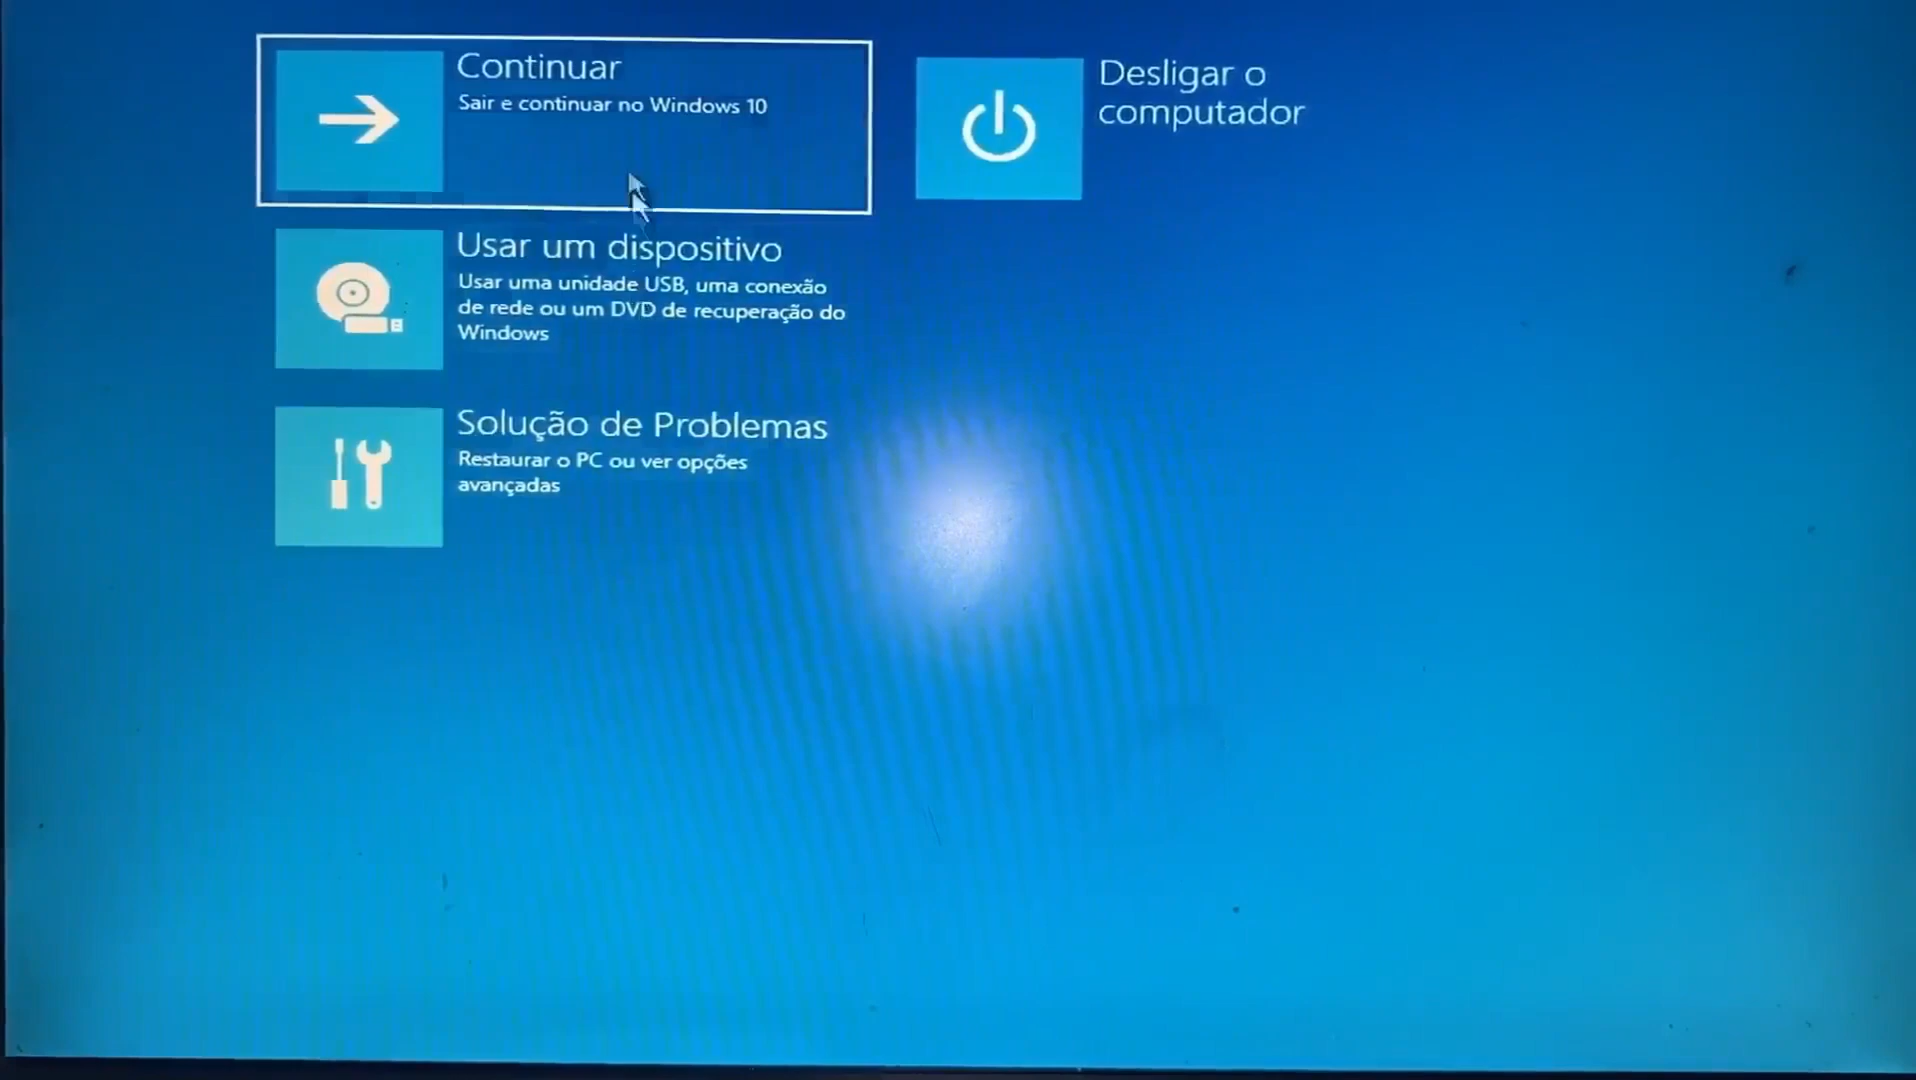 Continuar
Sair e continuar no Windows 10
Desligar o
computador
Usar um dispositivo
Usar uma unidade USB, uma conexão
de rede ou um DVD de recuperação do
Windows
Solução de Problemas
Restaurar o PC ou ver opções
avançadas